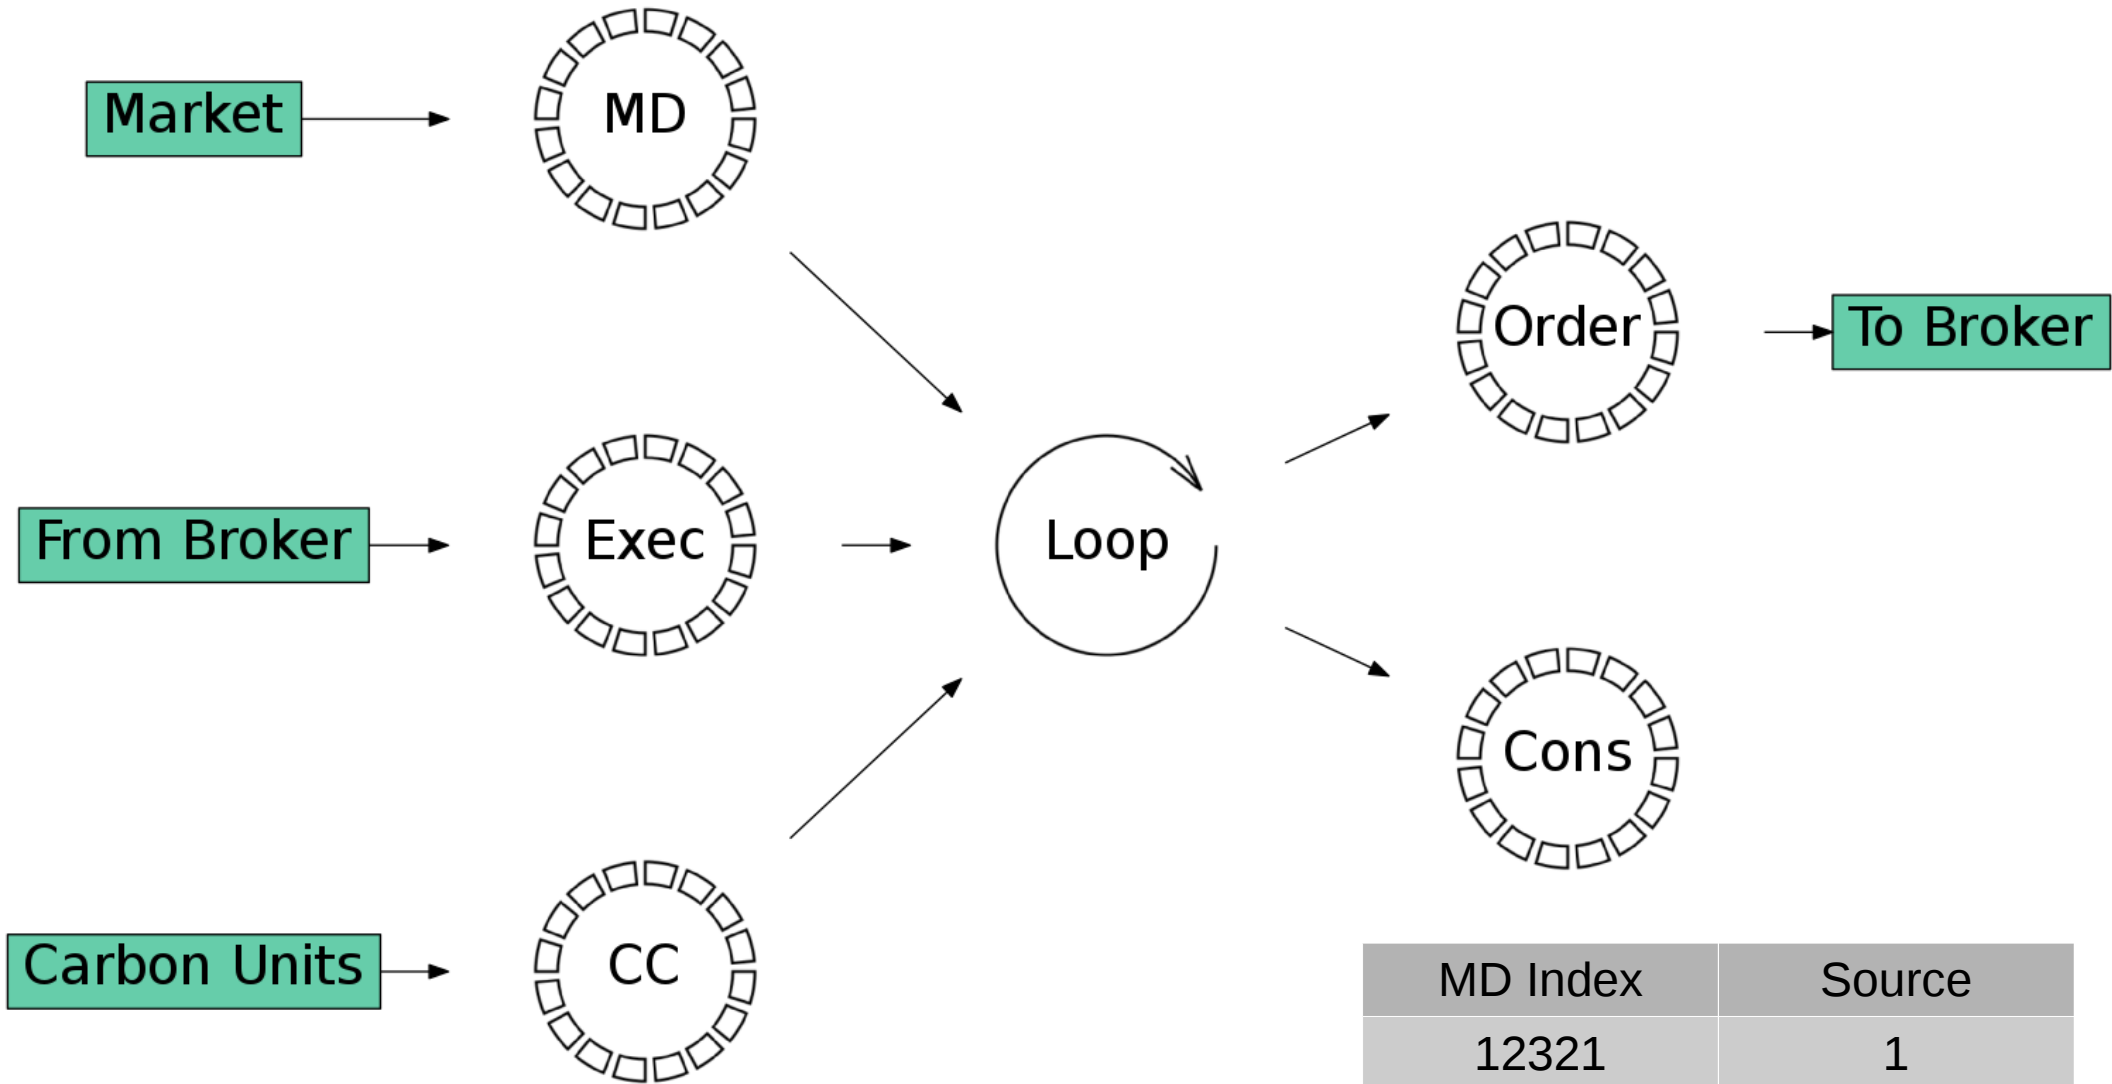 Market
MD
From Broker
Exec
Carbon Units
CC
Loop
Order
To Broker
Cons
MD Index Source
12321 1